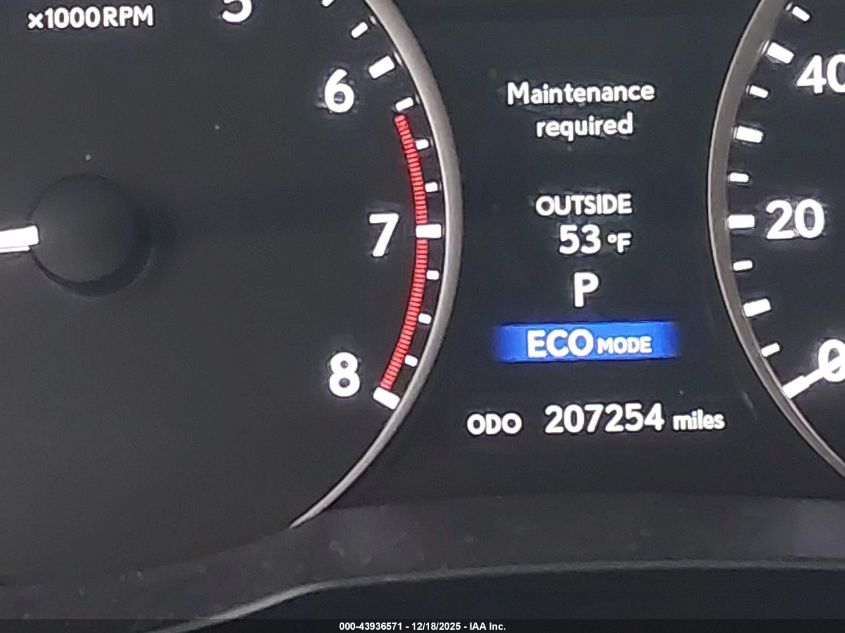 x1000RPM
5
6
7
8
Maintenance
required
OUTSIDE
53 °F
P
ECO MODE
ODO 207254 miles
40
20
0
000-43936571 - 12/18/2025 - IAA Inc.